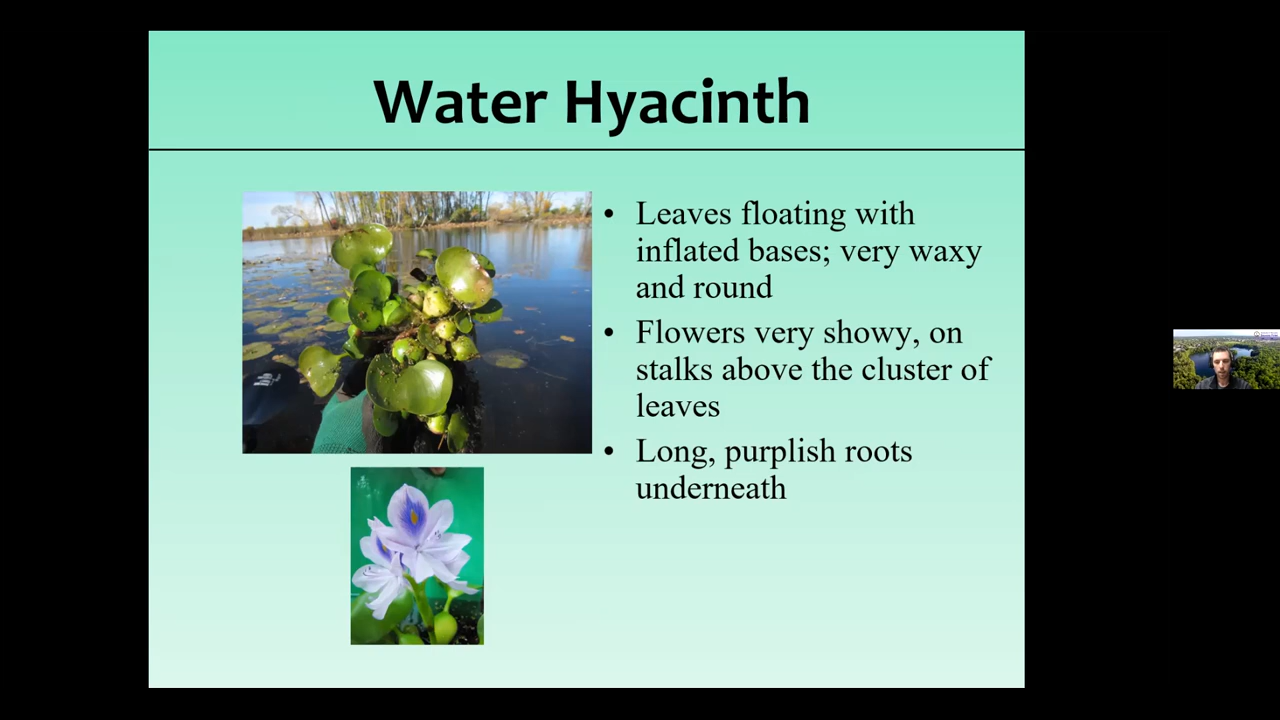 Water Hyacinth
• Leaves floating with
inflated bases; very waxy
and round
• Flowers very showy, on
stalks above the cluster of
leaves
• Long, purplish roots
underneath